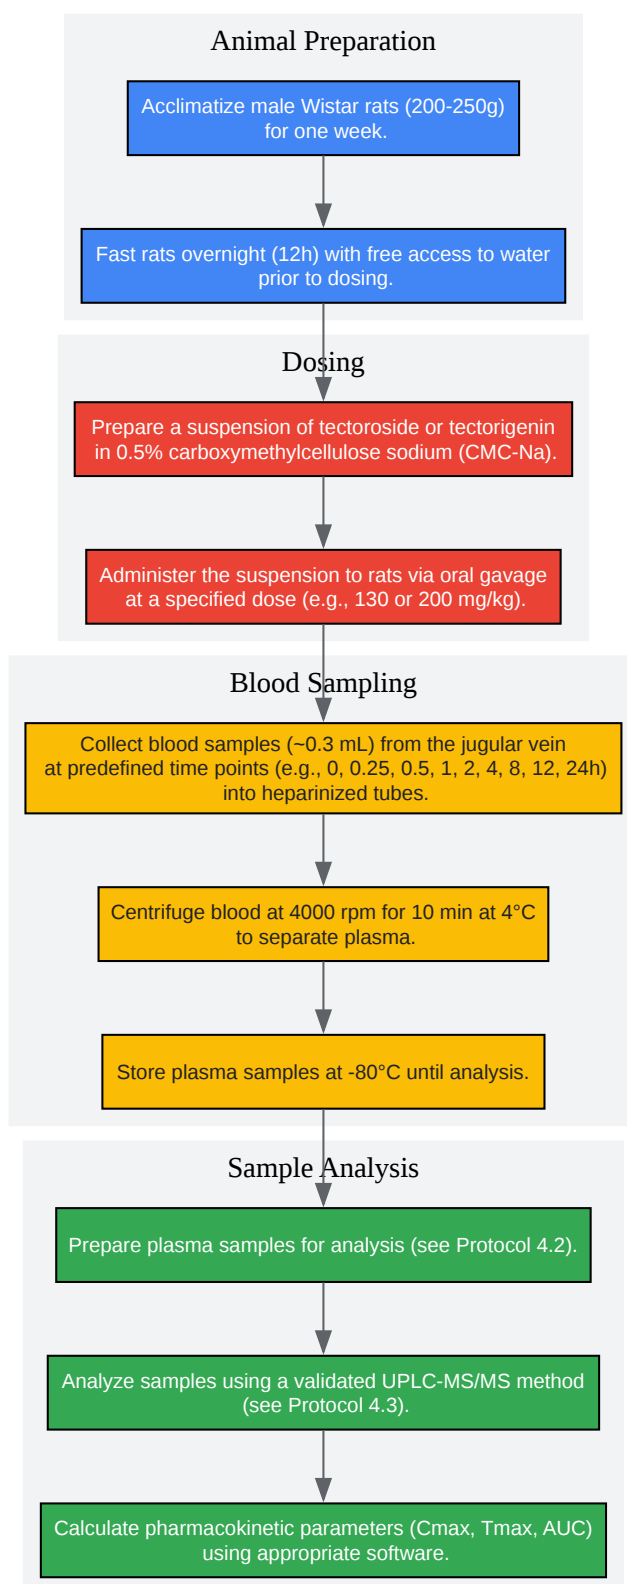 Animal Preparation
Acclimatize male Wistar rats (200-250g)
for one week.
Fast rats overnight (12h) with free access to water
prior to dosing.
Dosing
Prepare a suspension of tectoroside or tectorigenin
in 0.5% carboxymethylcellulose sodium (CMC-Na).
Administer the suspension to rats via oral gavage
at a specified dose (e.g., 130 or 200 mg/kg).
Blood Sampling
Collect blood samples (~0.3 mL) from the jugular vein
at predefined time points (e.g., 0, 0.25, 0.5, 1, 2, 4, 8, 12, 24h)
into heparinized tubes.
Centrifuge blood at 4000 rpm for 10 min at 4°C
to separate plasma.
Store plasma samples at -80°C until analysis.
Sample Analysis
Prepare plasma samples for analysis (see Protocol 4.2).
Analyze samples using a validated UPLC-MS/MS method
(see Protocol 4.3).
Calculate pharmacokinetic parameters (Cmax, Tmax, AUC)
using appropriate software.